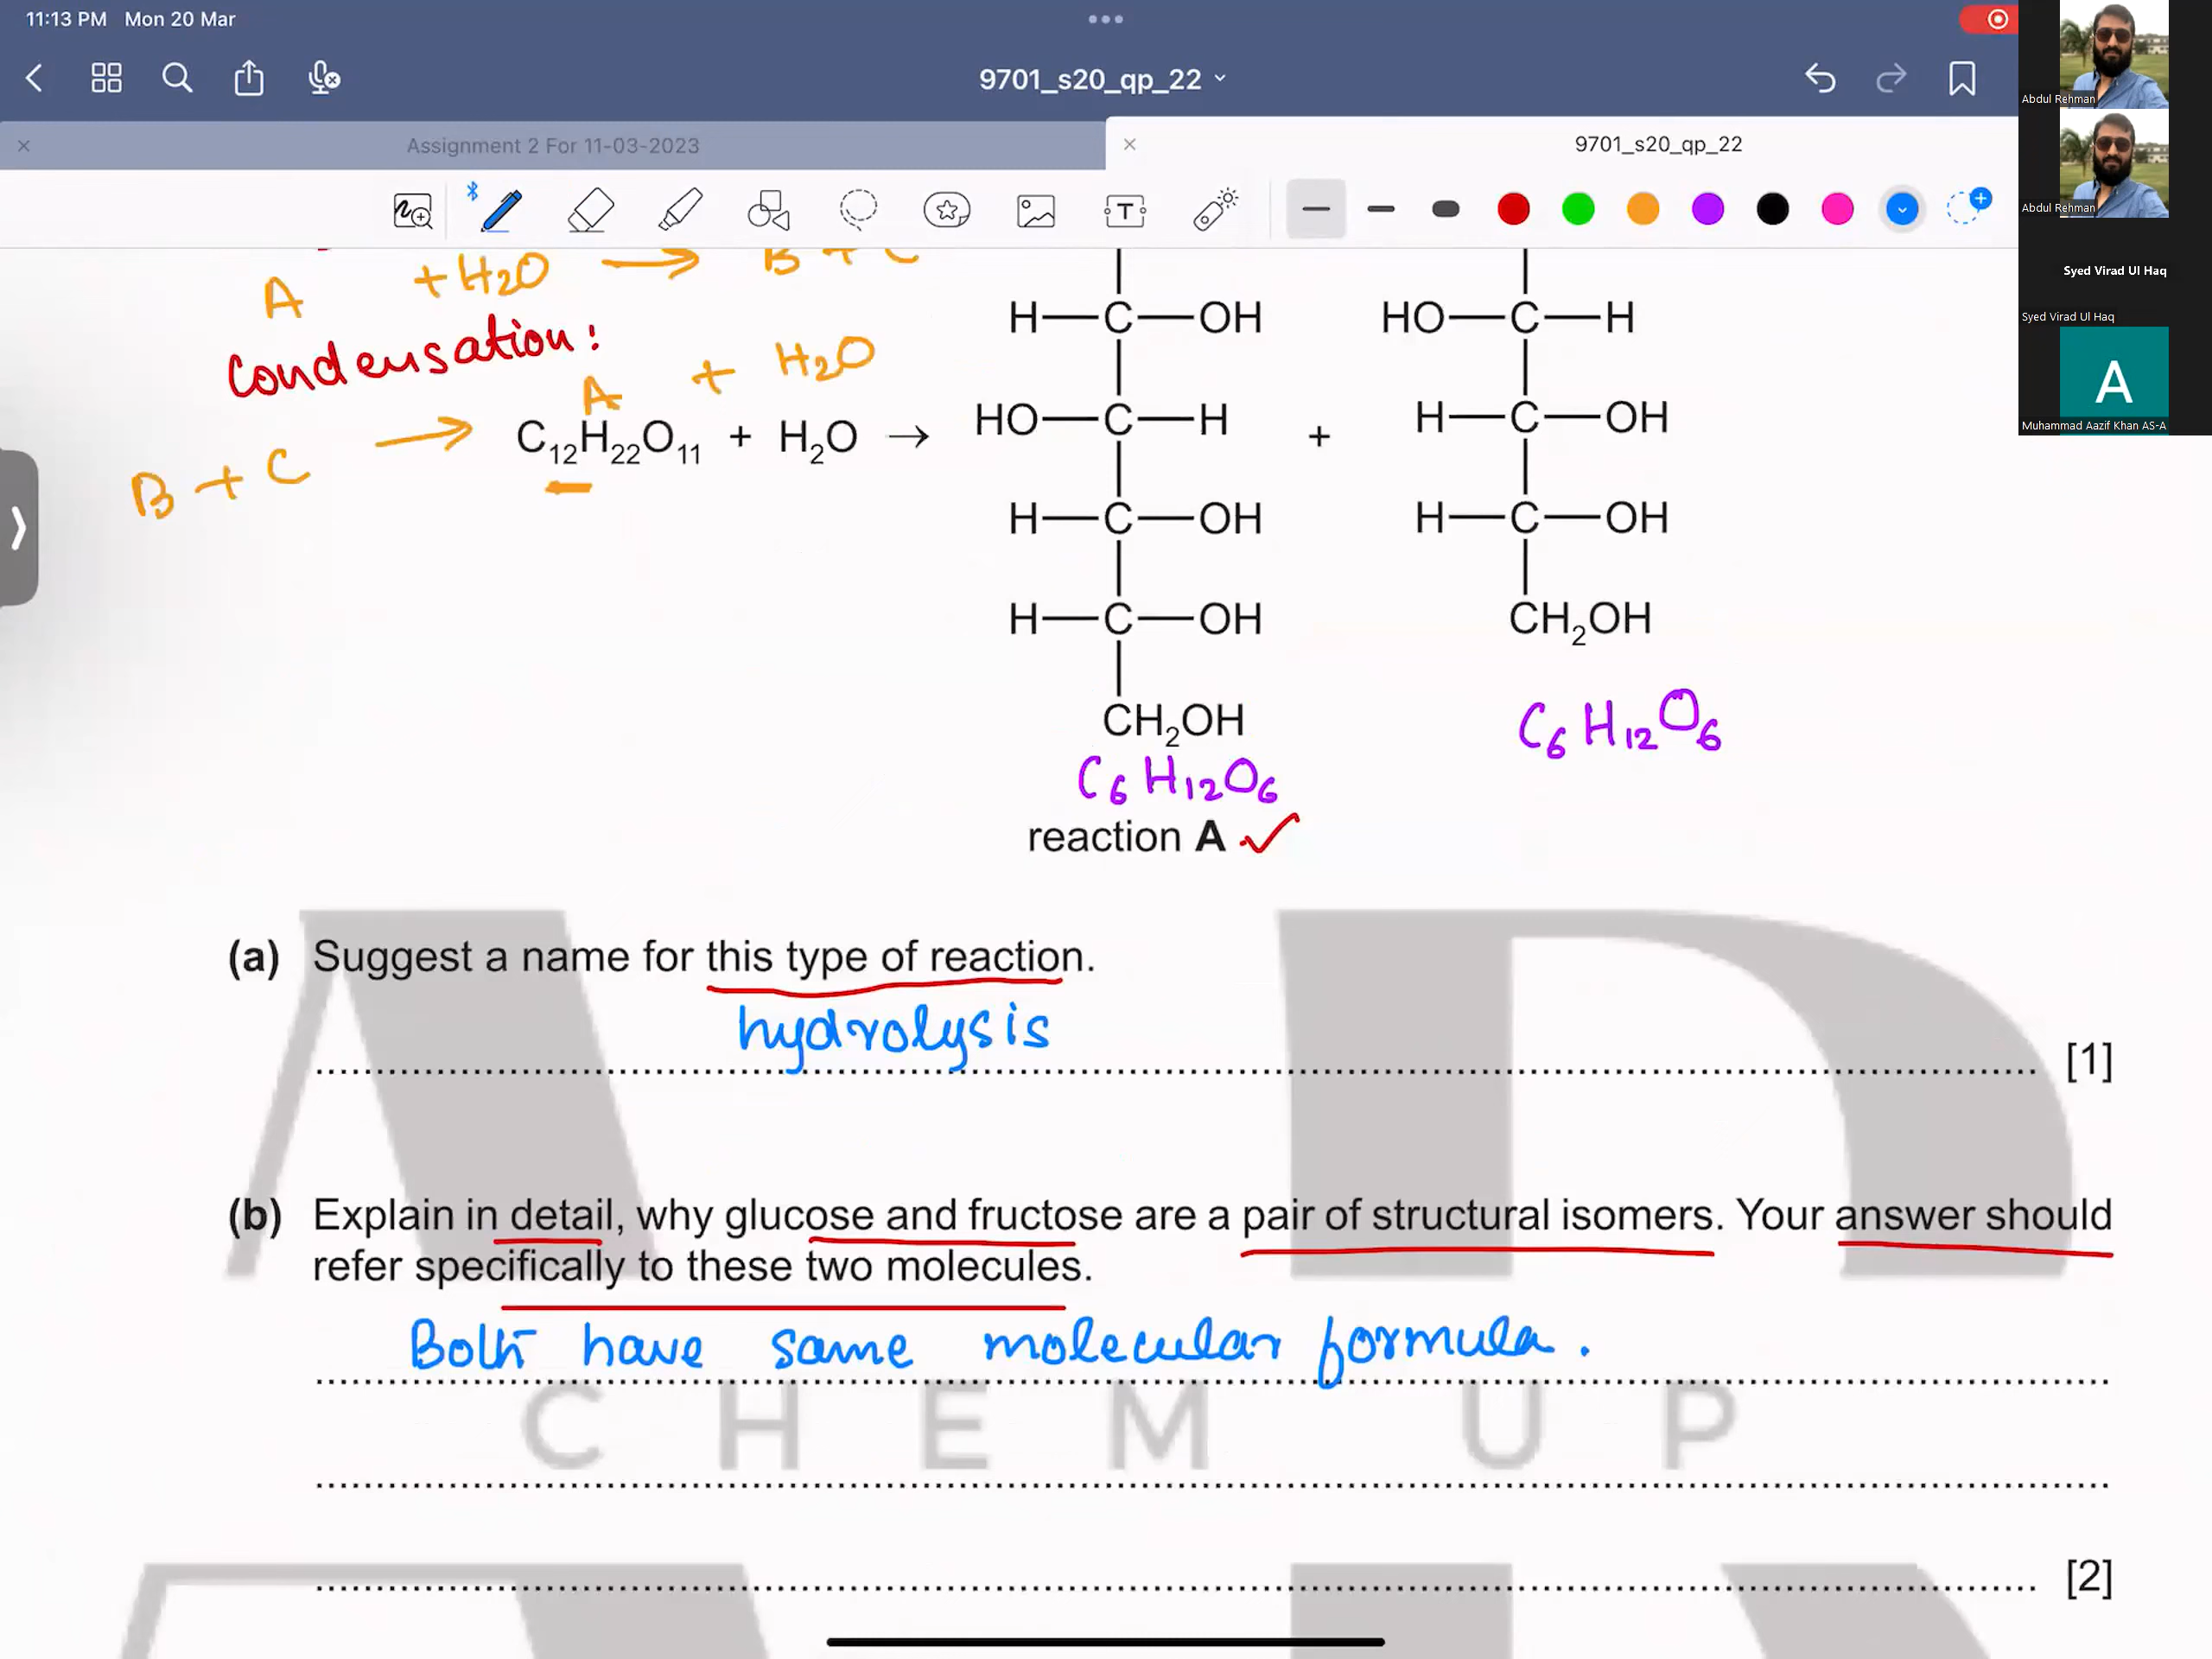 11:13 PM Mon 20 Mar
9701_s20_qp_22
Abdul Rehman
Abdul Rehman
Syed Virad Ul Haq
Syed Virad Ul Haq
A
Muhammad Aazif Khan AS-A
Assignment 2 For 11-03-2023
9701_s20_qp_22
T
A + H2O → B + C
Condensation:
A + H2O
B + C → C12H22O11 + H2O →
H—C—OH
HO—C—H
H—C—OH
H—C—OH
CH2OH
C6H12O6
+
HO—C—H
H—C—OH
H—C—OH
CH2OH
C6H12O6
reaction A ✓
(a) Suggest a name for this type of reaction.
hydrolysis
[1]
(b) Explain in detail, why glucose and fructose are a pair of structural isomers. Your answer should
refer specifically to these two molecules.
Both have same molecular formula.
CHEM UP
[2]